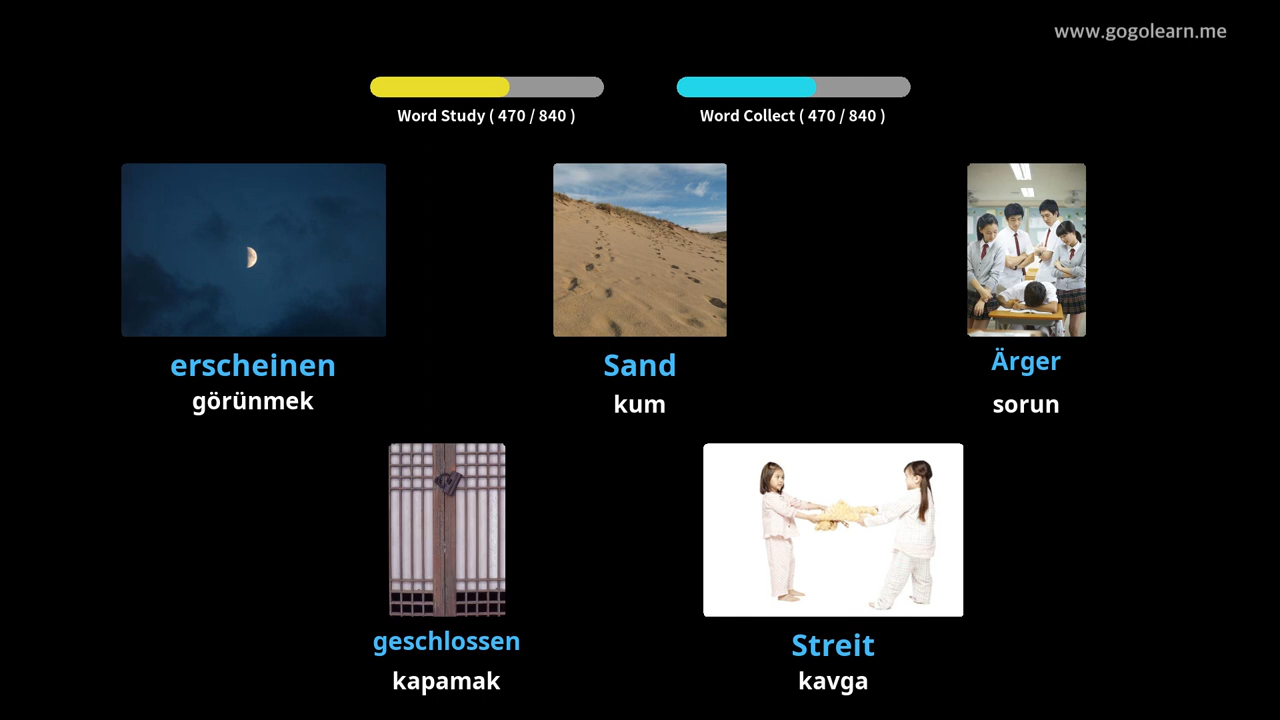 www.gogolearn.me
Word Study ( 470 / 840 )
Word Collect ( 470 / 840 )
erscheinen
görünmek
Sand
kum
Ärger
sorun
geschlossen
kapamak
Streit
kavga